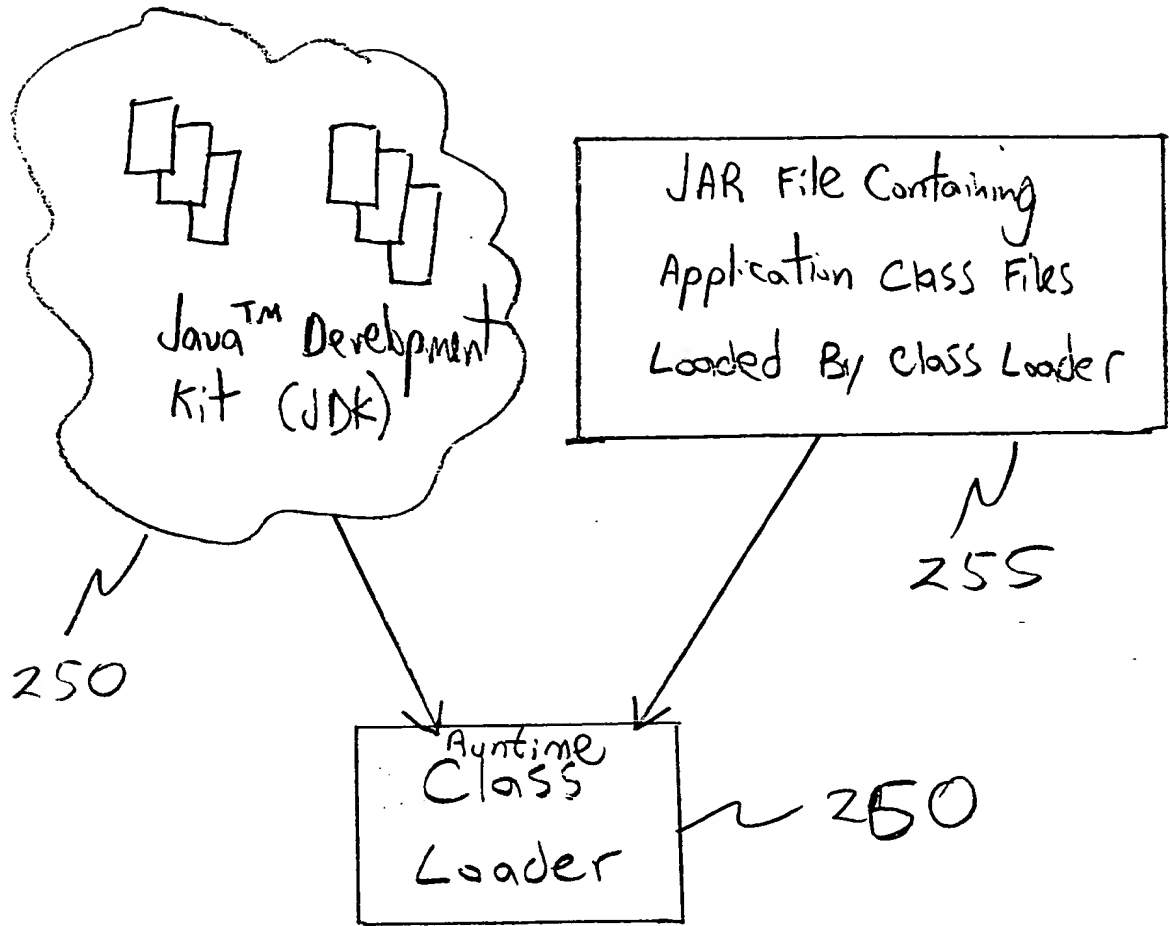 Java™ Development
Kit (JDK)
JAR File Containing
Application Class Files
Loaded By Class Loader
255
250
Runtime
Class
Loader
260